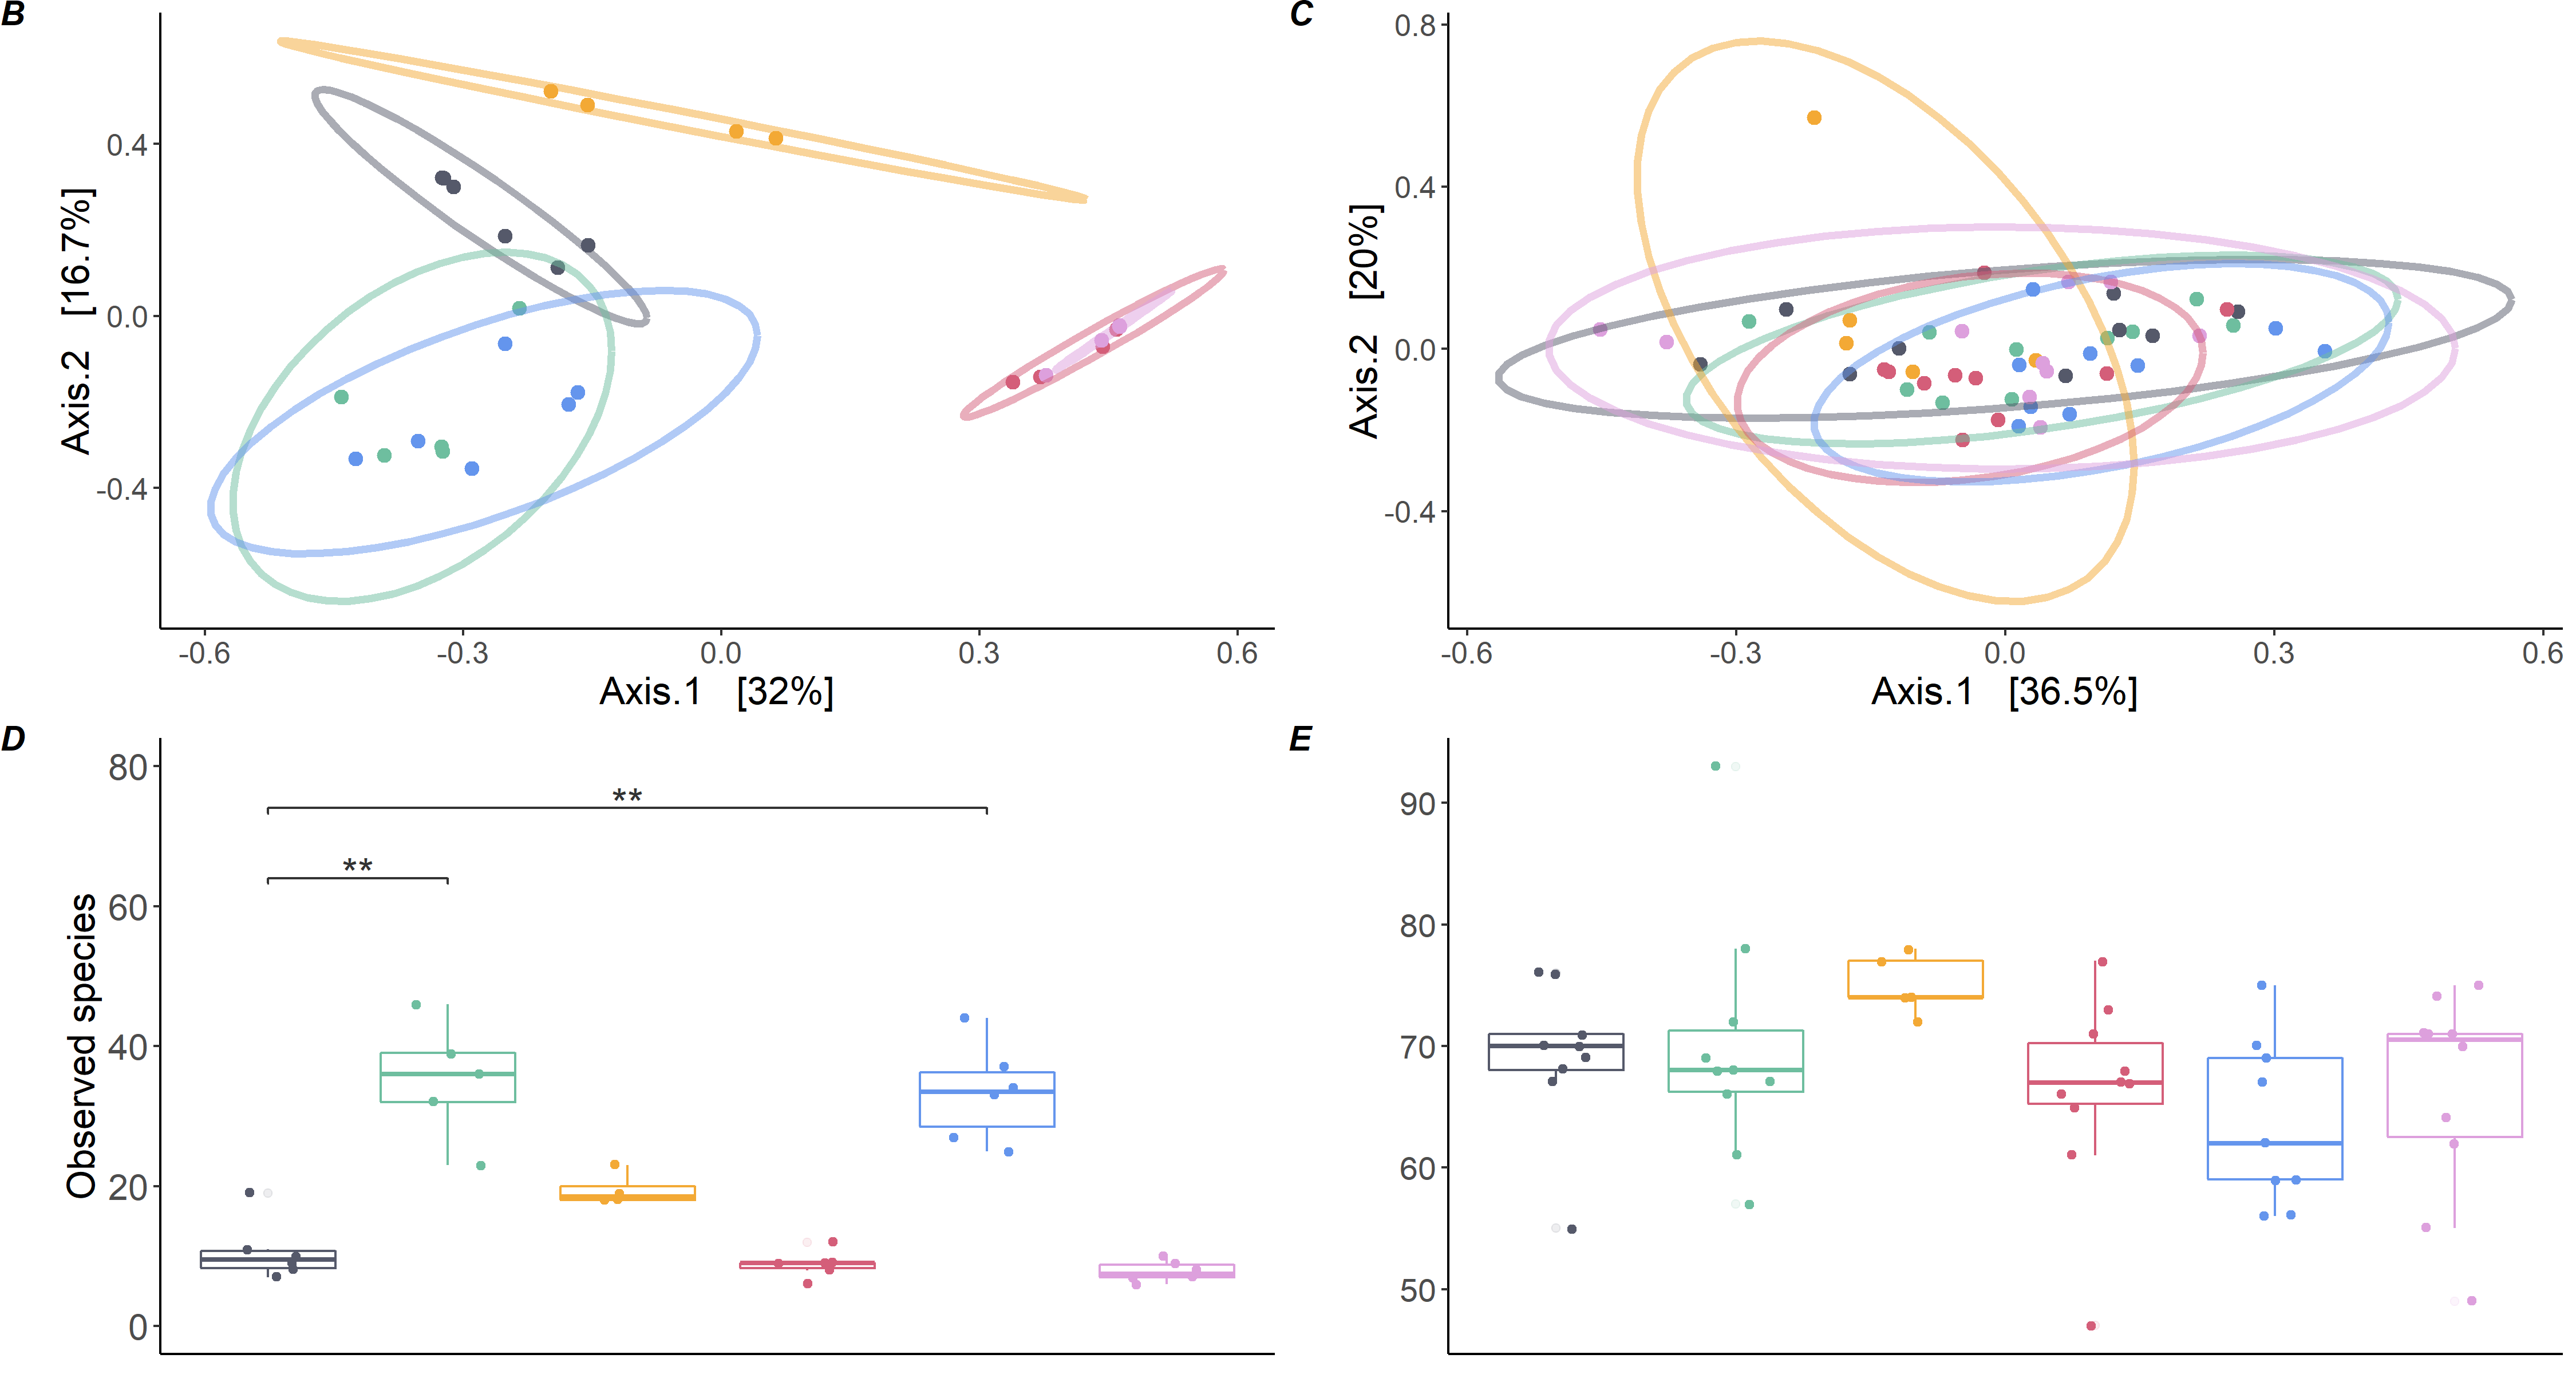 B
C
Axis.2 [16.7%]
0.4
0.0
-0.4
-0.6 -0.3 0.0 0.3 0.6
Axis.1 [32%]
Axis.2 [20%]
0.8
0.4
0.0
-0.4
-0.6 -0.3 0.0 0.3 0.6
Axis.1 [36.5%]
D
E
Observed species
80
60
40
20
0
**
**
90
80
70
60
50